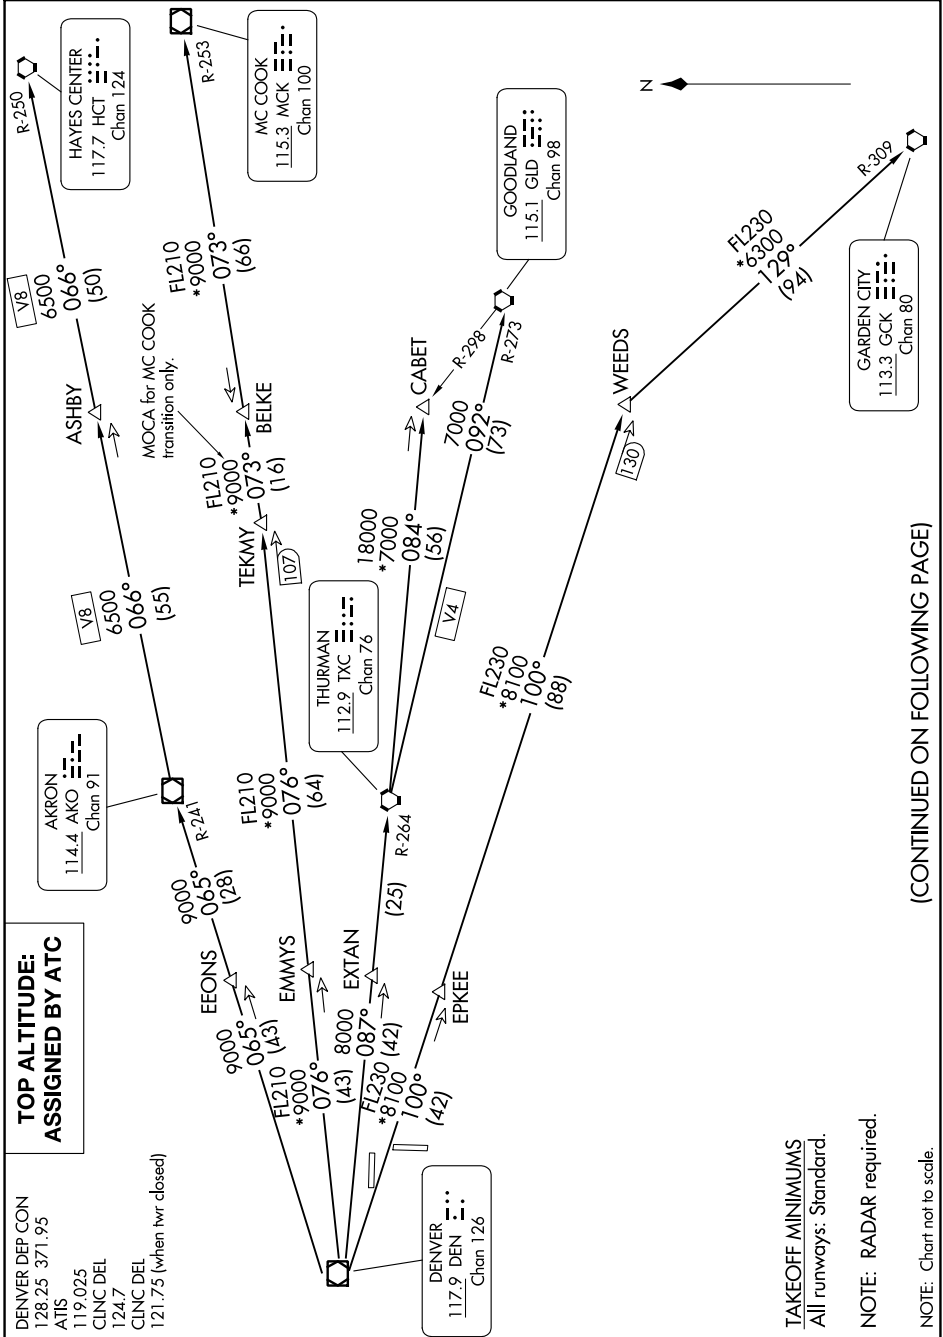 DENVER DEP CON
128.25 371.95
ATIS
119.025
CLNC DEL
124.7
CLNC DEL
121.75 (when twr closed)
TOP ALTITUDE:
ASSIGNED BY ATC
AKRON
114.4 AKO
Chan 91
R-241
V8
6500
066°
(55)
ASHBY
V8
6500
066°
(50)
R-250
HAYES CENTER
117.7 HCT
Chan 124
9000
065°
(43)
EEONS
9000
065°
(28)
FL210
*9000
076°
(43)
EMMYS
FL210
*9000
076°
(64)
TEKMY
107
FL210
*9000
073°
(16)
MOCA for MC COOK
transition only.
BELKE
FL210
*9000
073°
(66)
R-253
MC COOK
115.3 MCK
Chan 100
8000
087°
(42)
EXTAN
(25)
R-264
THURMAN
112.9 TXC
Chan 76
18000
*7000
084°
(56)
CABET
R-298
V4
7000
092°
(73)
R-273
GOODLAND
115.1 GLD
Chan 98
N
FL230
*8100
100°
(42)
EPKEE
FL230
*8100
100°
(88)
130
WEEDS
FL230
*6300
129°
(94)
R-309
GARDEN CITY
113.3 GCK
Chan 80
DENVER
117.9 DEN
Chan 126
TAKEOFF MINIMUMS
All runways: Standard.
NOTE: RADAR required.
NOTE: Chart not to scale.
(CONTINUED ON FOLLOWING PAGE)